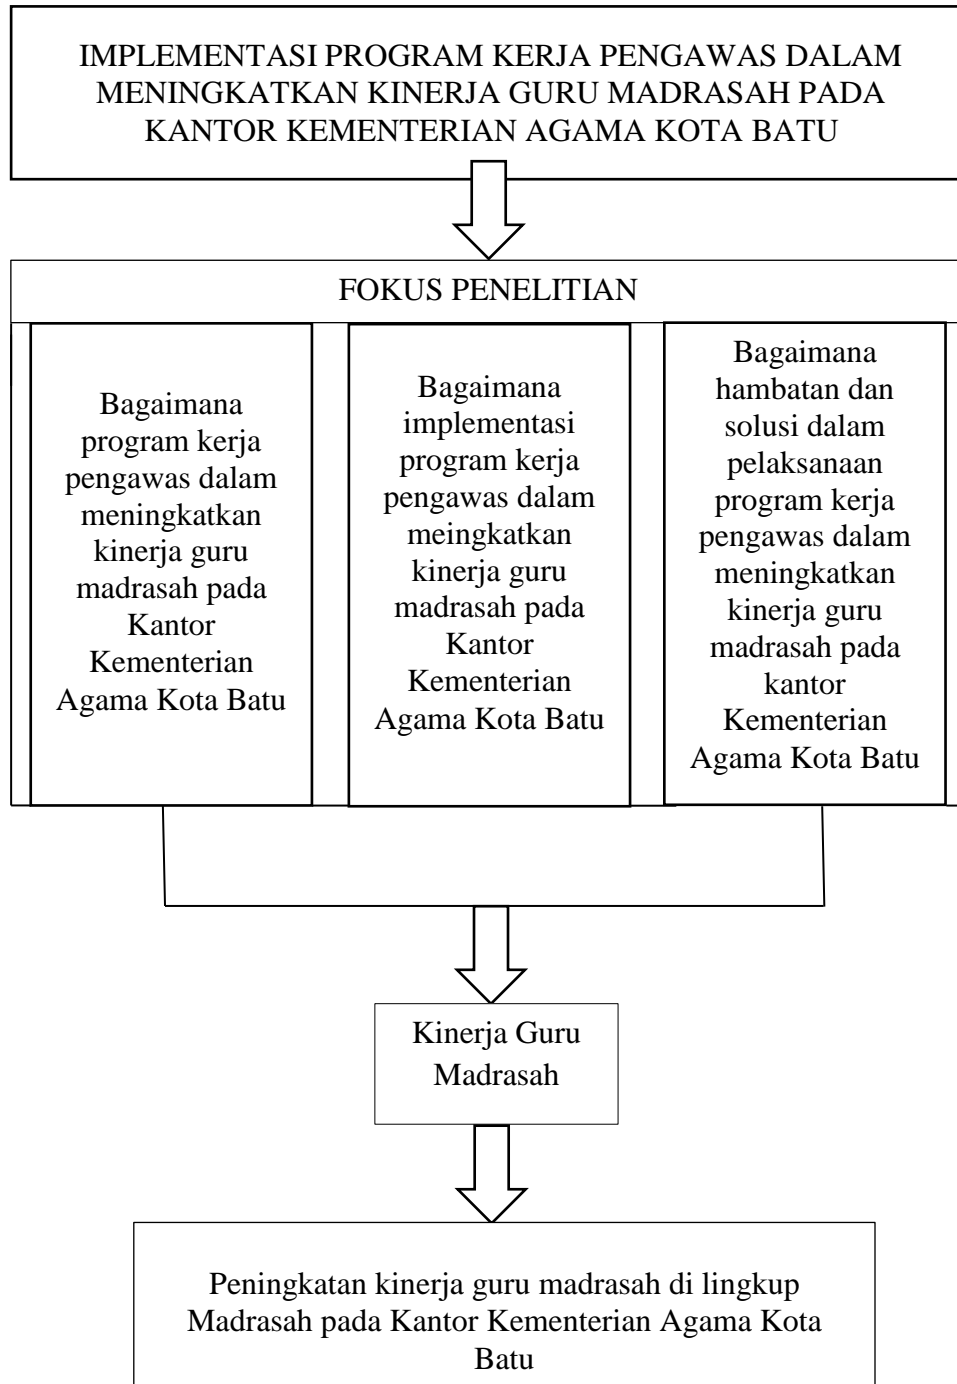 IMPLEMENTASI PROGRAM KERJA PENGAWAS DALAM
MENINGKATKAN KINERJA GURU MADRASAH PADA
KANTOR KEMENTERIAN AGAMA KOTA BATU
FOKUS PENELITIAN
Bagaimana
program kerja
pengawas dalam
meningkatkan
kinerja guru
madrasah pada
Kantor
Kementerian
Agama Kota Batu
Bagaimana
implementasi
program kerja
pengawas dalam
meingkatkan
kinerja guru
madrasah pada
Kantor
Kementerian
Agama Kota Batu
Bagaimana
hambatan dan
solusi dalam
pelaksanaan
program kerja
pengawas dalam
meningkatkan
kinerja guru
madrasah pada
kantor
Kementerian
Agama Kota Batu
Kinerja Guru
Madrasah
Peningkatan kinerja guru madrasah di lingkup
Madrasah pada Kantor Kementerian Agama Kota
Batu